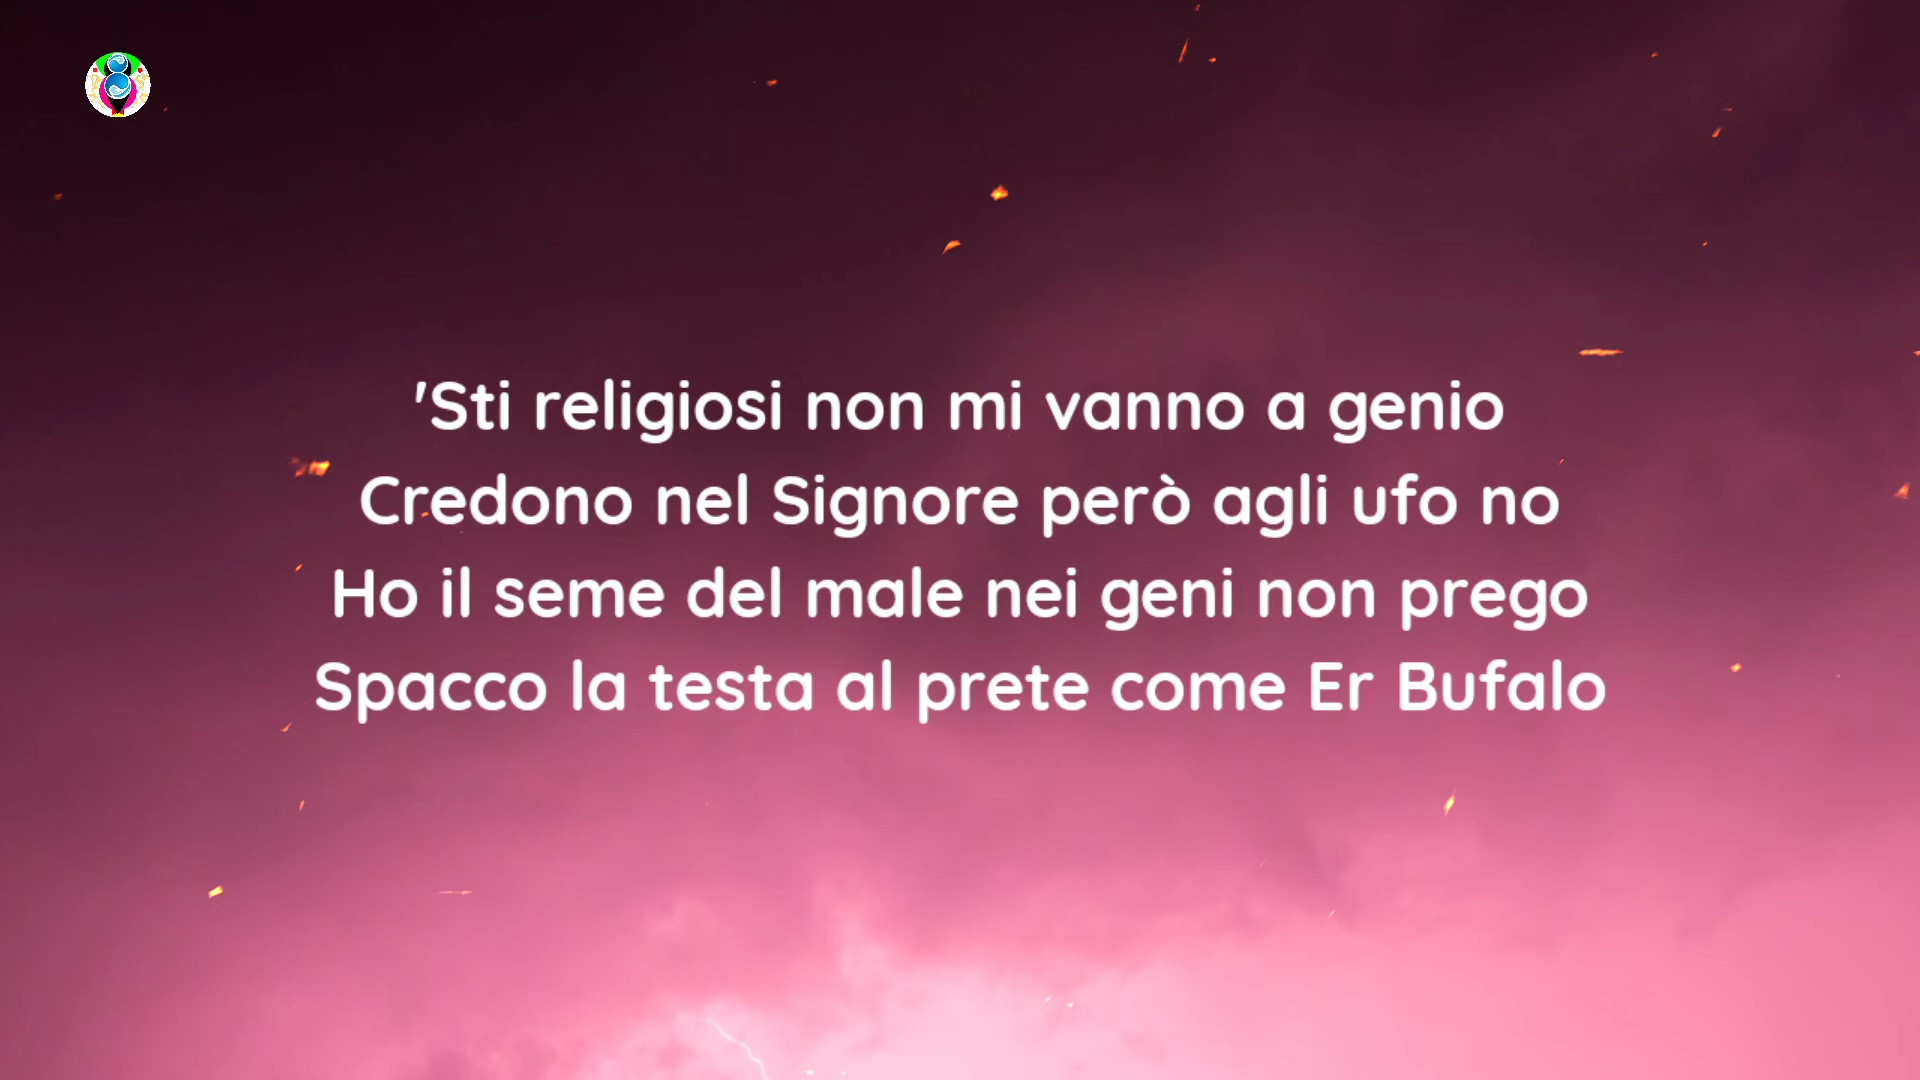 'Sti religiosi non mi vanno a genio
Credono nel Signore però agli ufo no
Ho il seme del male nei geni non prego
Spacco la testa al prete come Er Bufalo